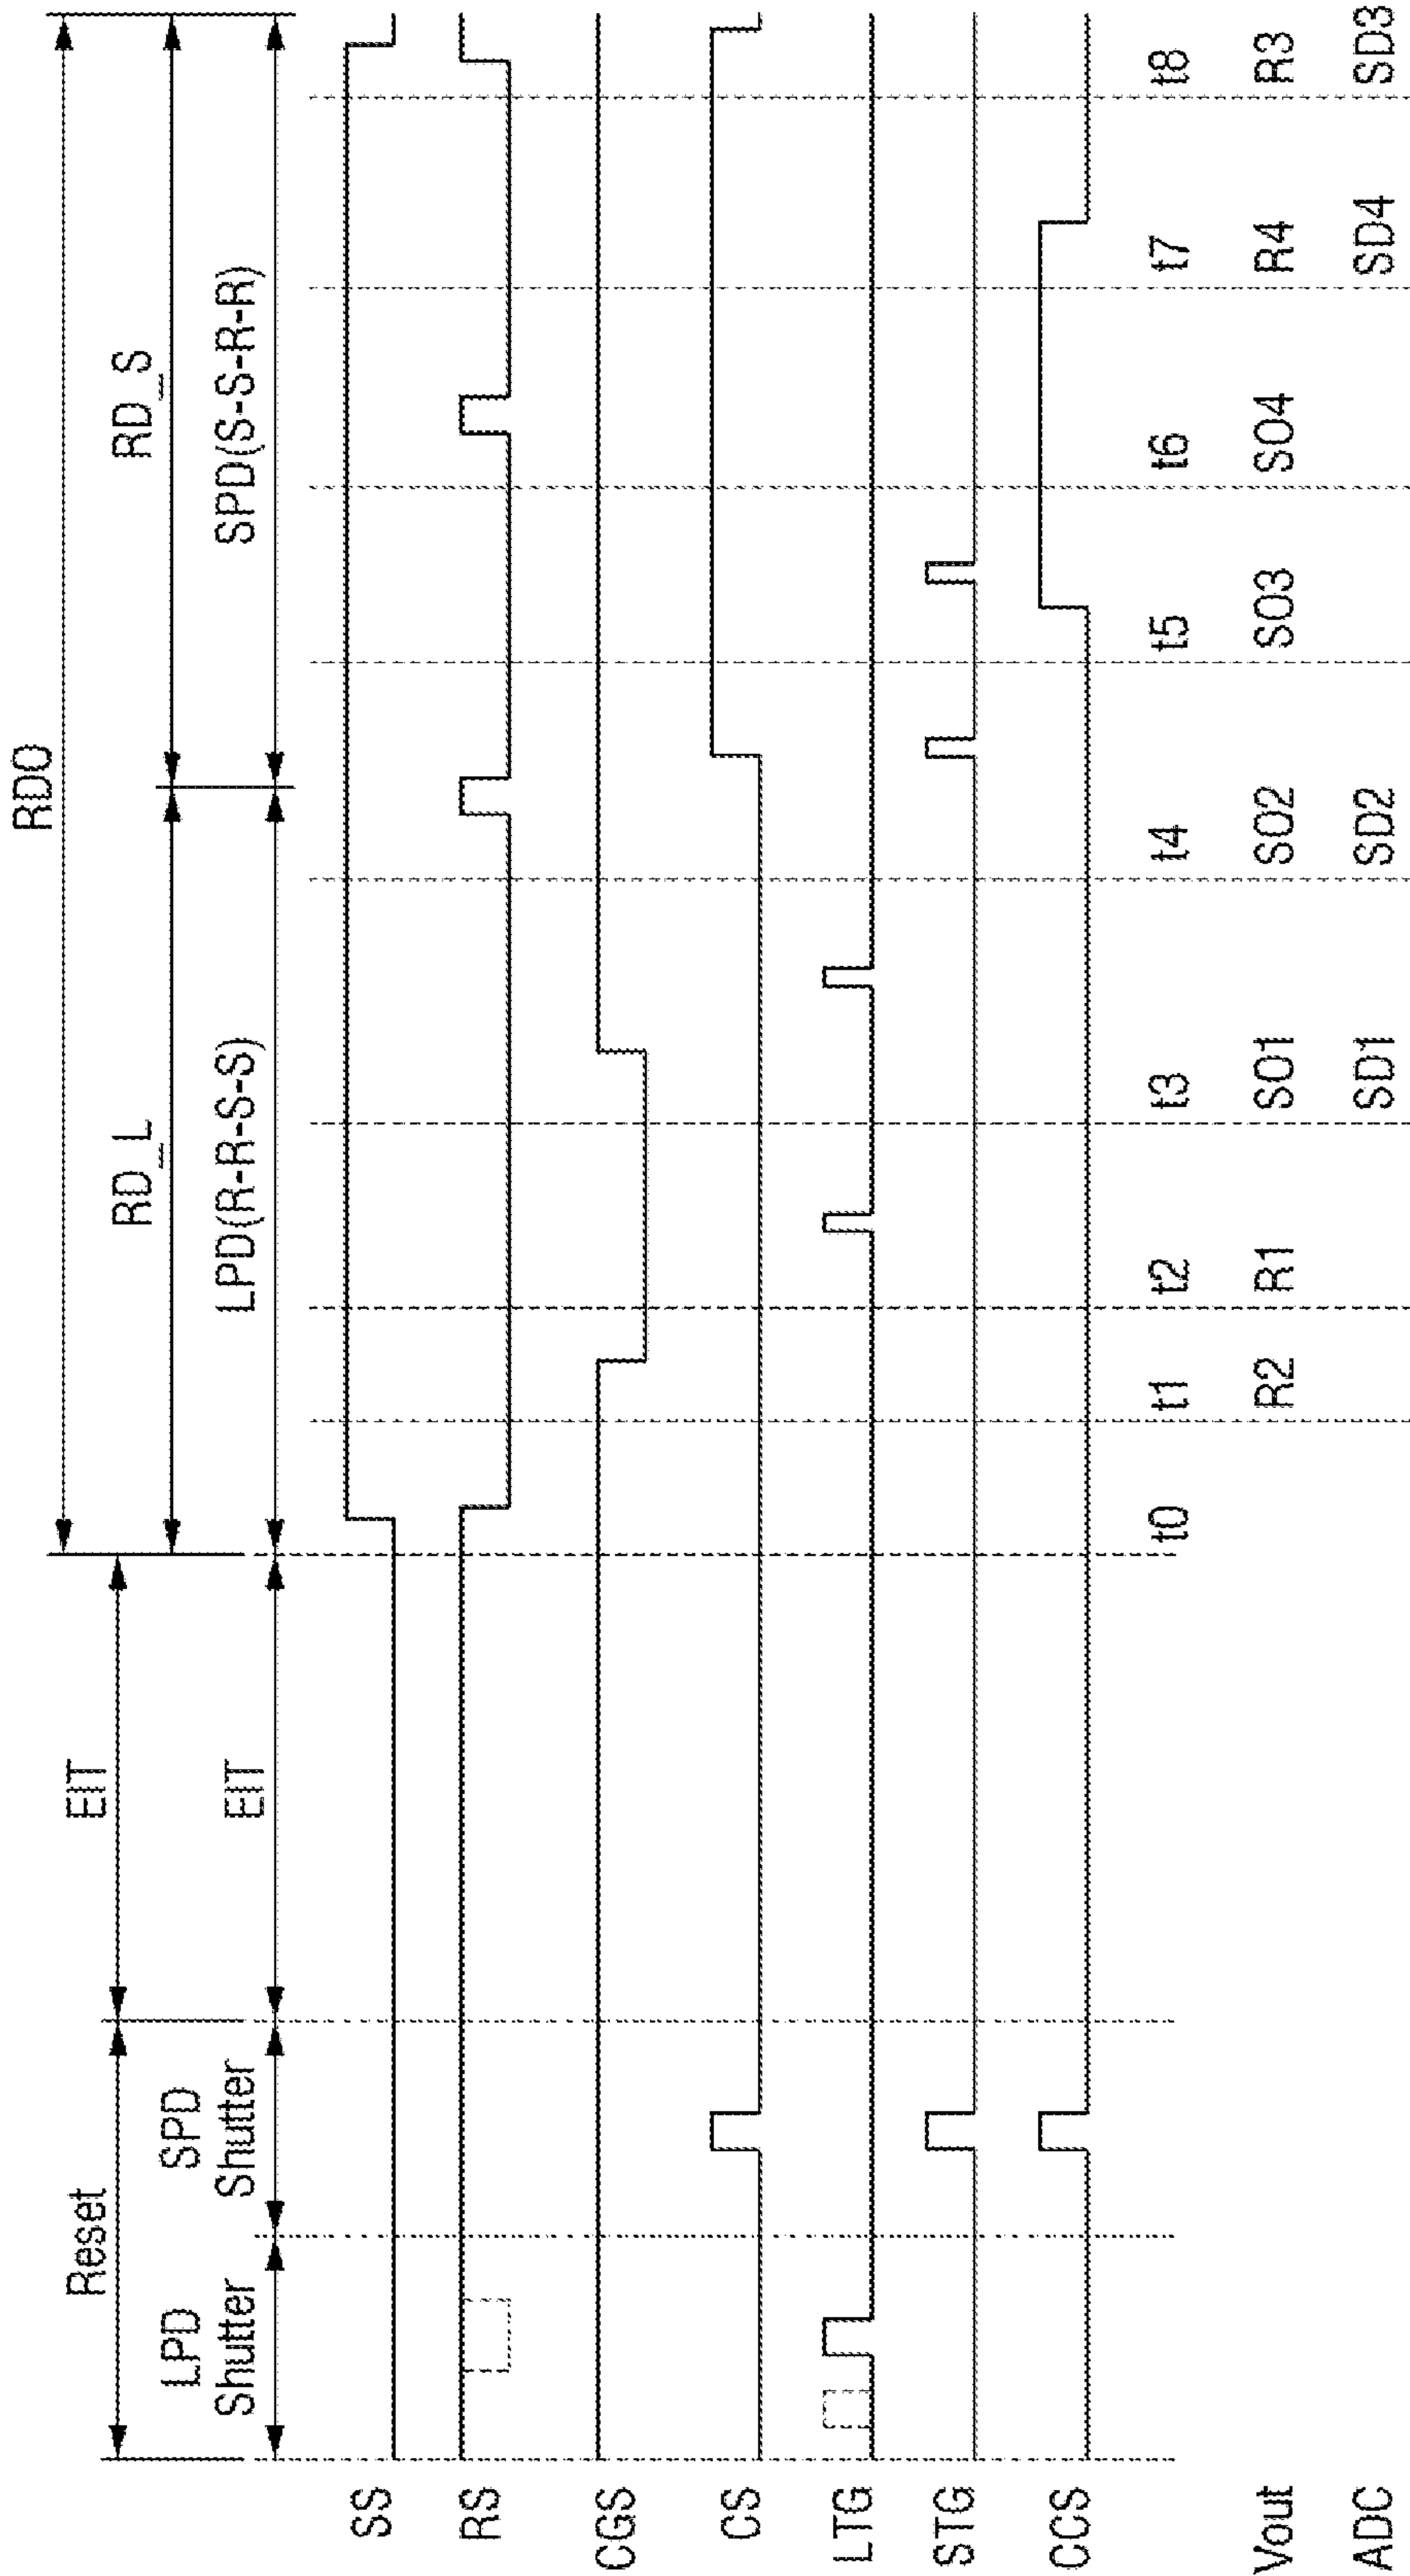 RDO
Reset
EIT
RD_L
RD_S
LPD
Shutter
SPD
Shutter
EIT
LPD(R-R-S-S)
SPD(S-S-R-R)
SS
RS
CGS
CS
LTG
STG
CCS
t0 t1 t2 t3 t4 t5 t6 t7 t8
Vout R2 R1 SO1 SO2 SO3 SO4 R4 R3
ADC SD1 SD2 SD4 SD3